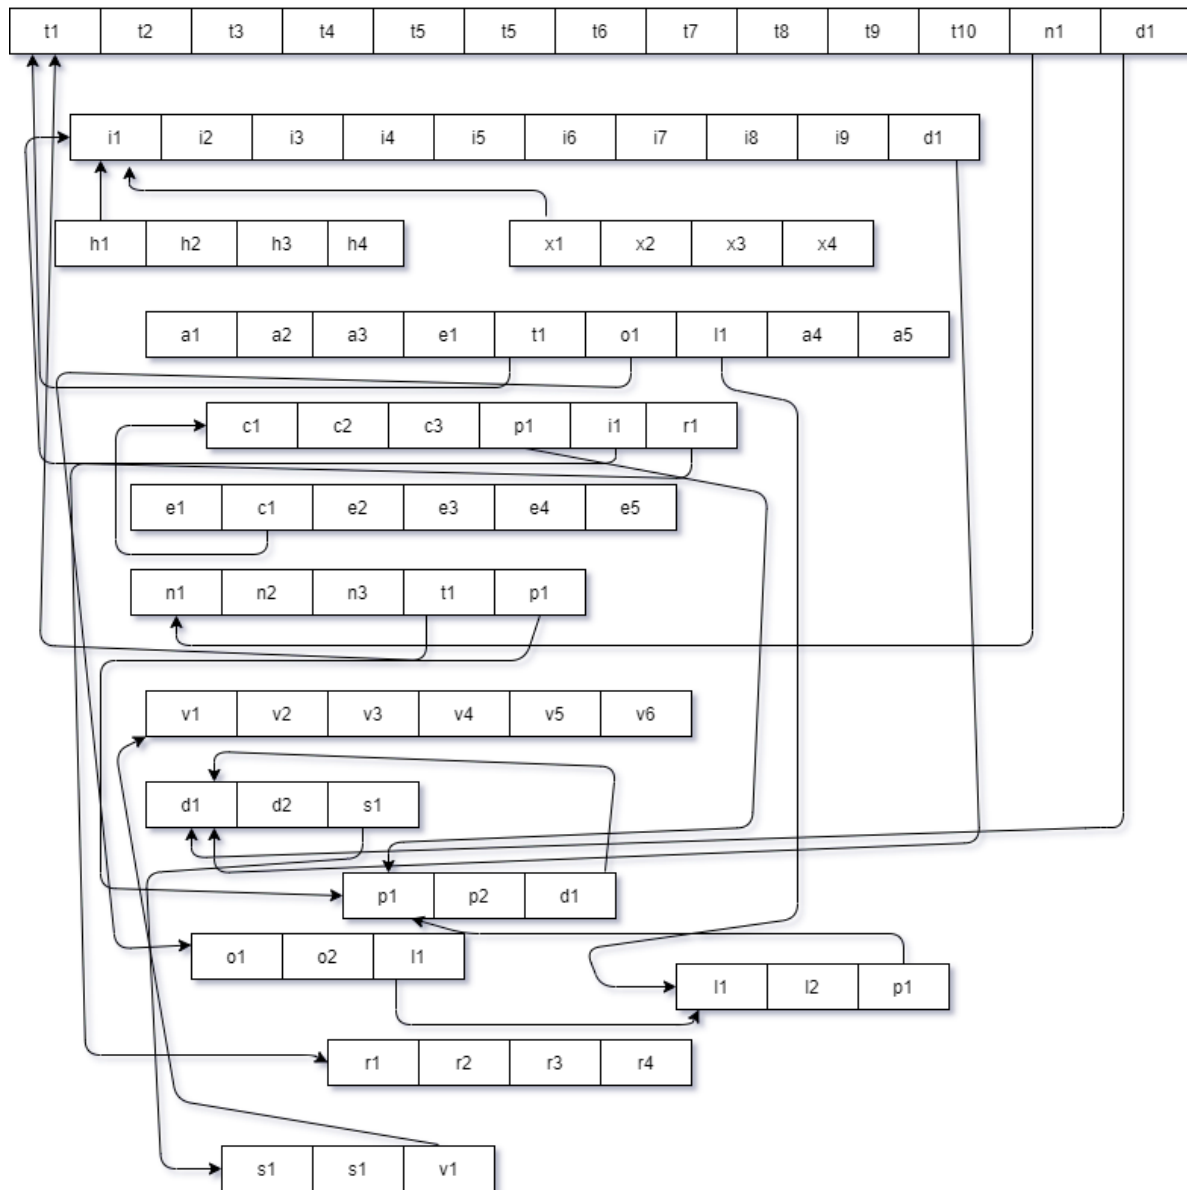 t1 t2 t3 t4 t5 t5 t6 t7 t8 t9 t10 n1 d1
i1 i2 i3 i4 i5 i6 i7 i8 i9 d1
h1 h2 h3 h4 x1 x2 x3 x4
a1 a2 a3 e1 t1 o1 l1 a4 a5
c1 c2 c3 p1 i1 r1
e1 c1 e2 e3 e4 e5
n1 n2 n3 t1 p1
v1 v2 v3 v4 v5 v6
d1 d2 s1
p1 p2 d1
o1 o2 l1
l1 l2 p1
r1 r2 r3 r4
s1 s1 v1